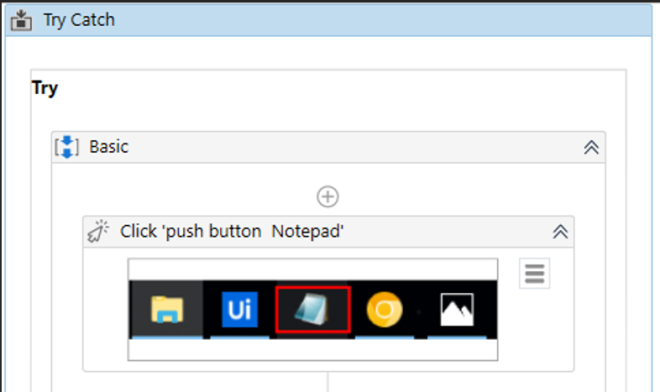 Try Catch
Try
Basic
Click 'push button  Notepad'
Ui